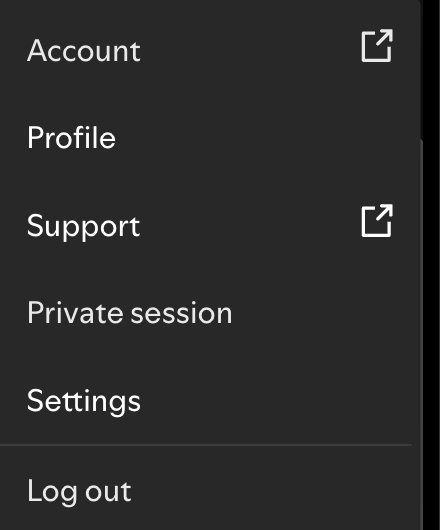 Account
Profile
Support
Private session
Settings
Log out